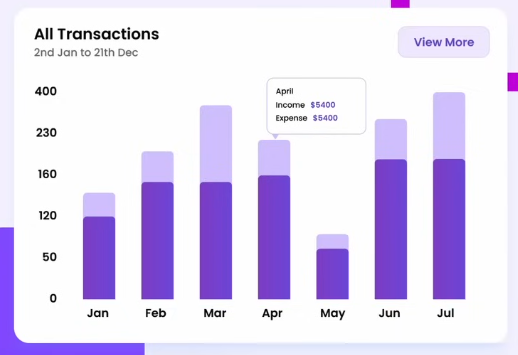 All Transactions
2nd Jan to 21th Dec
View More
400
230
160
120
50
0
April
Income $5400
Expense $5400
Jan Feb Mar Apr May Jun Jul